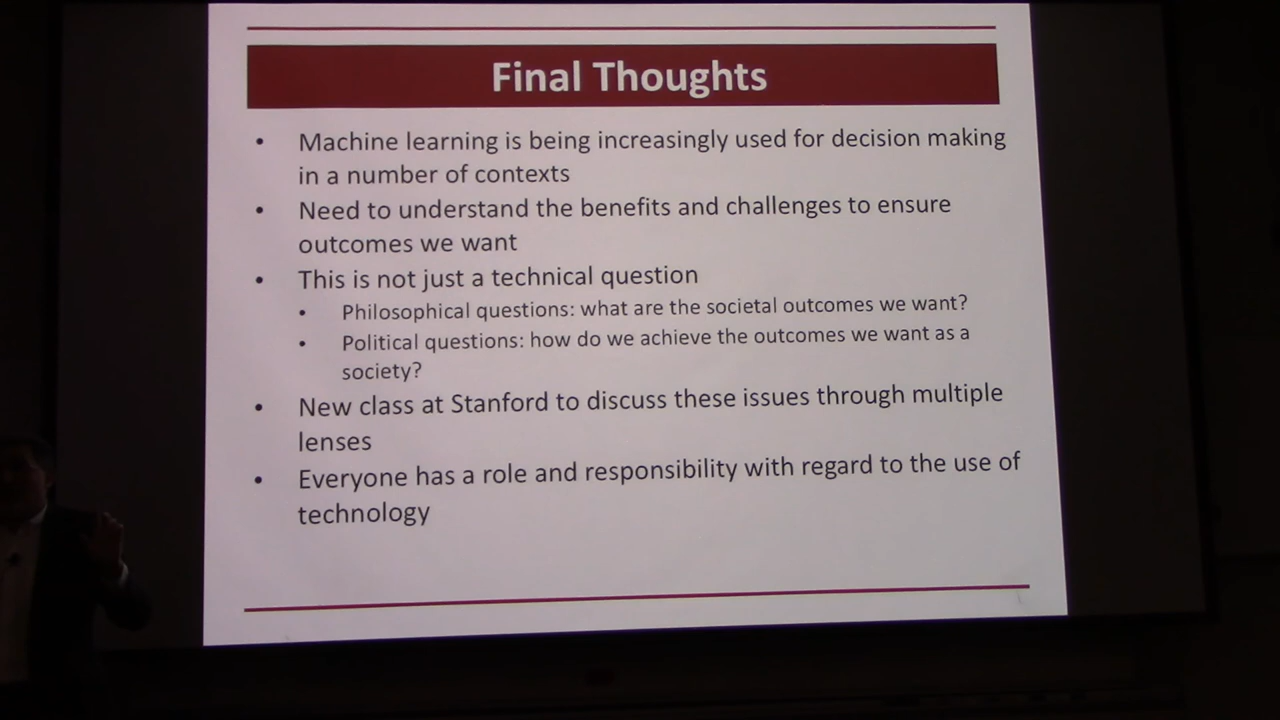 Final Thoughts
• Machine learning is being increasingly used for decision making
in a number of contexts
• Need to understand the benefits and challenges to ensure
outcomes we want
• This is not just a technical question
• Philosophical questions: what are the societal outcomes we want?
• Political questions: how do we achieve the outcomes we want as a
society?
• New class at Stanford to discuss these issues through multiple
lenses
• Everyone has a role and responsibility with regard to the use of
technology